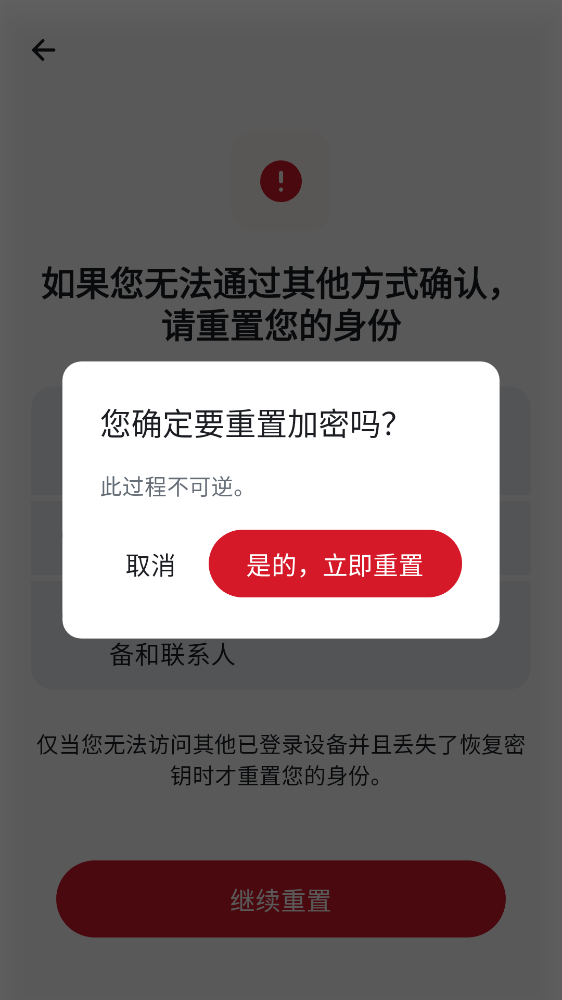 如果您无法通过其他方式确认，
请重置您的身份
您确定要重置加密吗？
此过程不可逆。
取消
是的，立即重置
备和联系人
仅当您无法访问其他已登录设备并且丢失了恢复密
钥时才重置您的身份。
继续重置